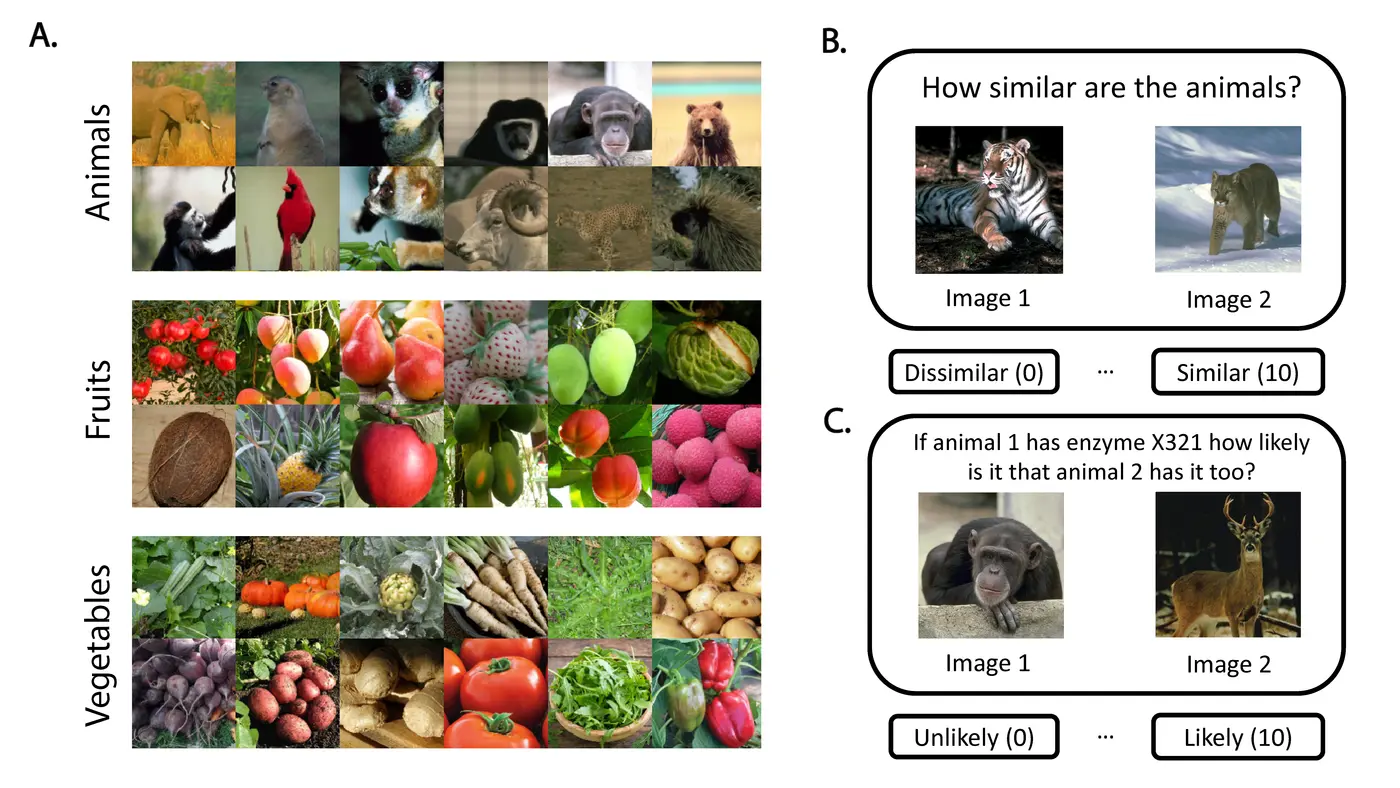 A.
Animals
Fruits
Vegetables
B.
How similar are the animals?
Image 1
Image 2
Dissimilar (0)
...
Similar (10)
C.
If animal 1 has enzyme X321 how likely
is it that animal 2 has it too?
Image 1
Image 2
Unlikely (0)
...
Likely (10)